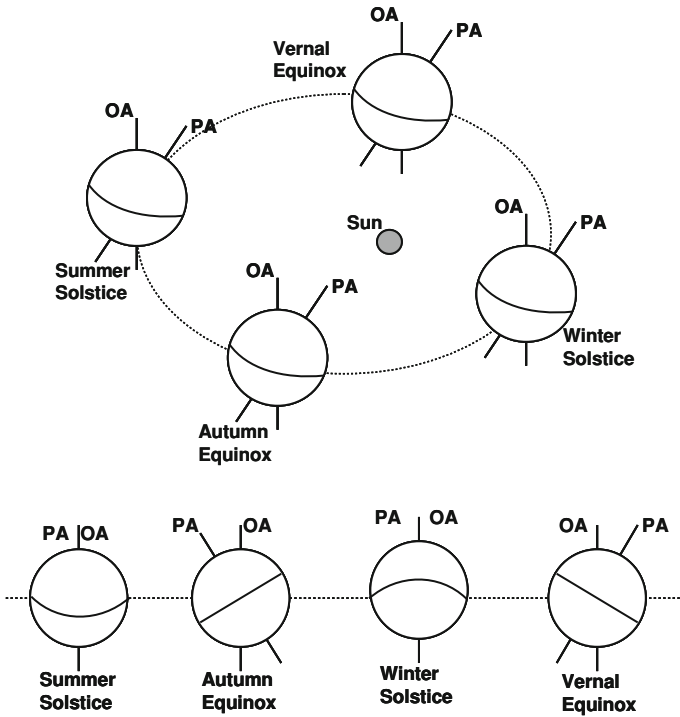 OA
PA
Vernal
Equinox
OA
PA
Sun
OA
PA
Summer
Solstice
OA
PA
Winter
Solstice
Autumn
Equinox
PA OA
PA OA
PA OA
OA PA
Summer
Solstice
Autumn
Equinox
Winter
Solstice
Vernal
Equinox